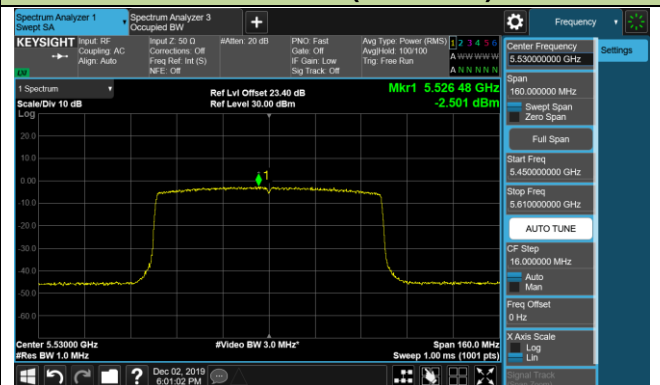 Spectrum Analyzer 1
Swept SA
Spectrum Analyzer 3
Occupied BW
Frequency
KEYSIGHT
Input: RF
Coupling: AC
Align: Auto
Input Z: 50 Ω
Corrections: Off
Freq Ref: Int (S)
NFE: Off
#Atten: 20 dB
PNO: Fast
Gate: Off
IF Gain: Low
Sig Track: Off
Avg Type: Power (RMS)
Avg|Hold: 100/100
Trig: Free Run
1 2 3 4 5 6
A W W W W W
A N N N N N
LXI
1 Spectrum
Scale/Div 10 dB
Log
Ref Lvl Offset 23.40 dB
Ref Level 30.00 dBm
Mkr1 5.526 48 GHz
-2.501 dBm
20.0
10.0
0.00
-10.0
-20.0
-30.0
-40.0
-50.0
-60.0
1
Center 5.53000 GHz
#Res BW 1.0 MHz
#Video BW 3.0 MHz*
Span 160.0 MHz
Sweep 1.00 ms (1001 pts)
Dec 02, 2019
6:01:02 PM
Center Frequency
5.530000000 GHz
Settings
Span
160.000000 MHz
Swept Span
Zero Span
Full Span
Start Freq
5.450000000 GHz
Stop Freq
5.610000000 GHz
AUTO TUNE
CF Step
16.000000 MHz
Auto
Man
Freq Offset
0 Hz
X Axis Scale
Log
Lin
Signal Track